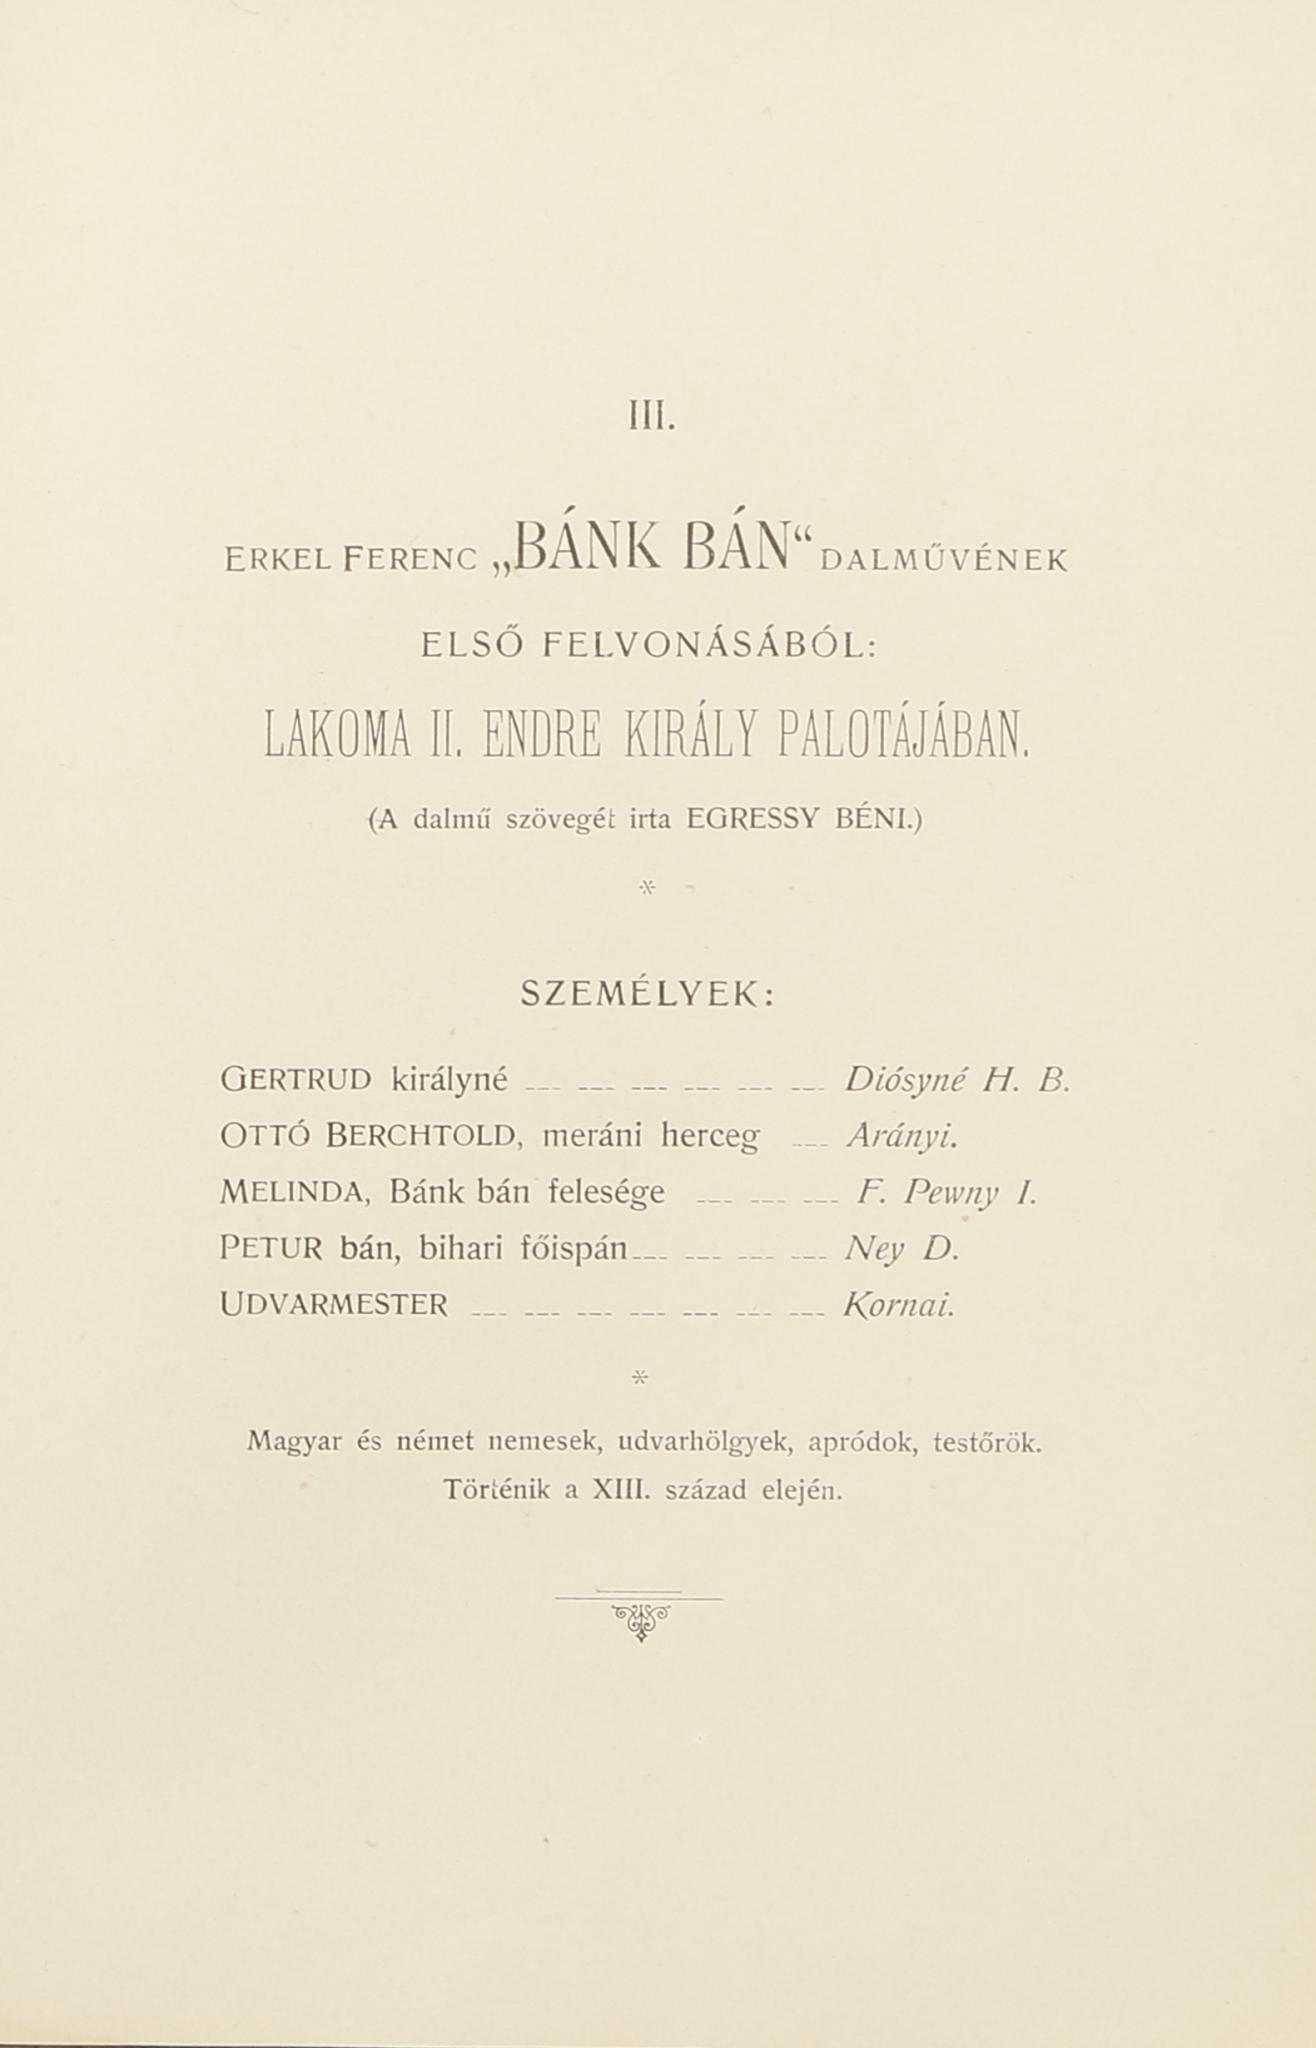 III.
ERKEL FERENC „BÁNK BÁN“ DALMŰVÉNEK
ELSŐ FELVONÁSÁBÓL:
LAKOMA II. ENDRE KIRÁLY PALOTÁJÁBAN.
(A dalmű szövegét irta EGRESSY BÉNI.)
*
SZEMÉLYEK:
GERTRUD királyné — — — — — — Diósyné H. B.
OTTÓ BERCHTOLD, meráni herceg — Arányi.
MELINDA, Bánk bán felesége — — — F. Pewny I.
PETUR bán, bihari főispán — — — — Ney D.
UDVARMESTER — — — — — — — Kornai.
*
Magyar és német nemesek, udvarhölgyek, apródok, testőrök.
Történik a XIII. század elején.